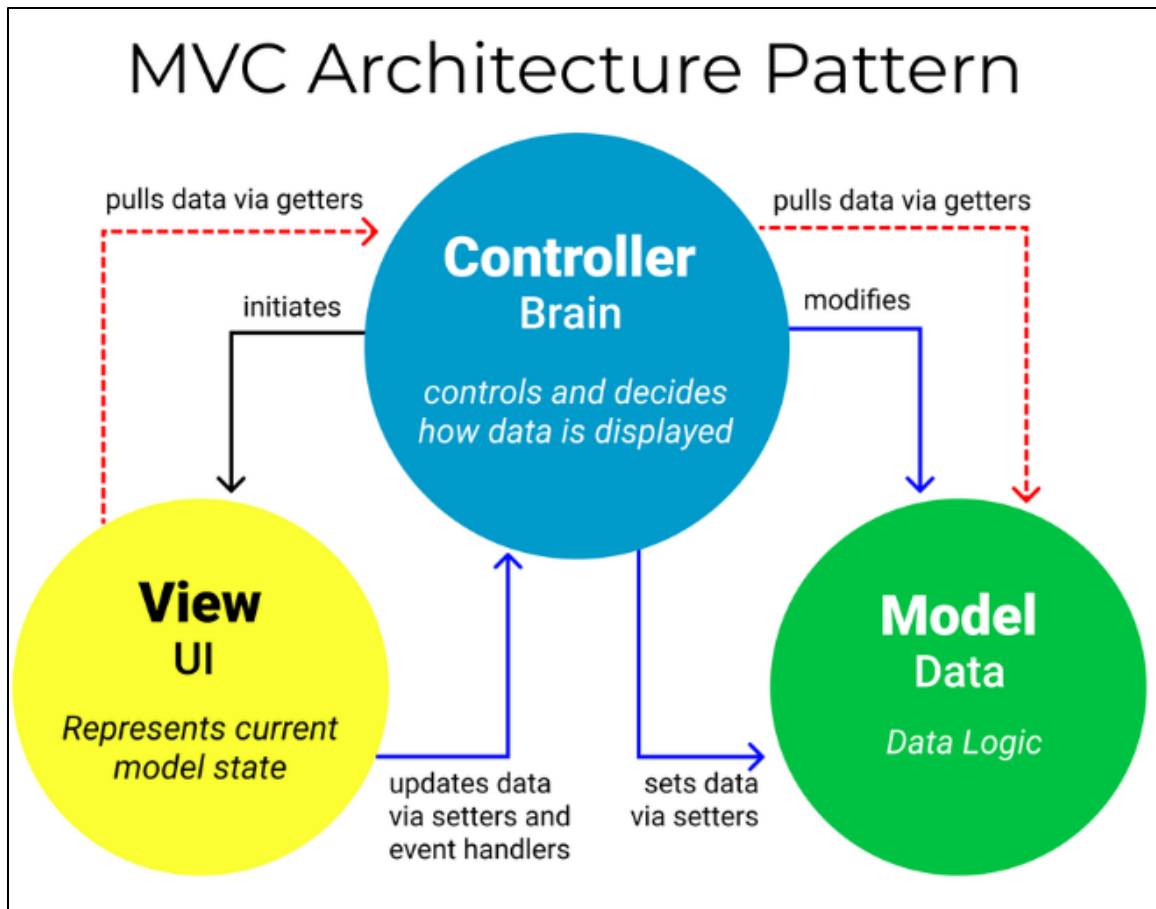 MVC Architecture Pattern
pulls data via getters
pulls data via getters
Controller
Brain
controls and decides
how data is displayed
initiates
modifies
View
UI
Represents current
model state
Model
Data
Data Logic
updates data
via setters and
event handlers
sets data
via setters